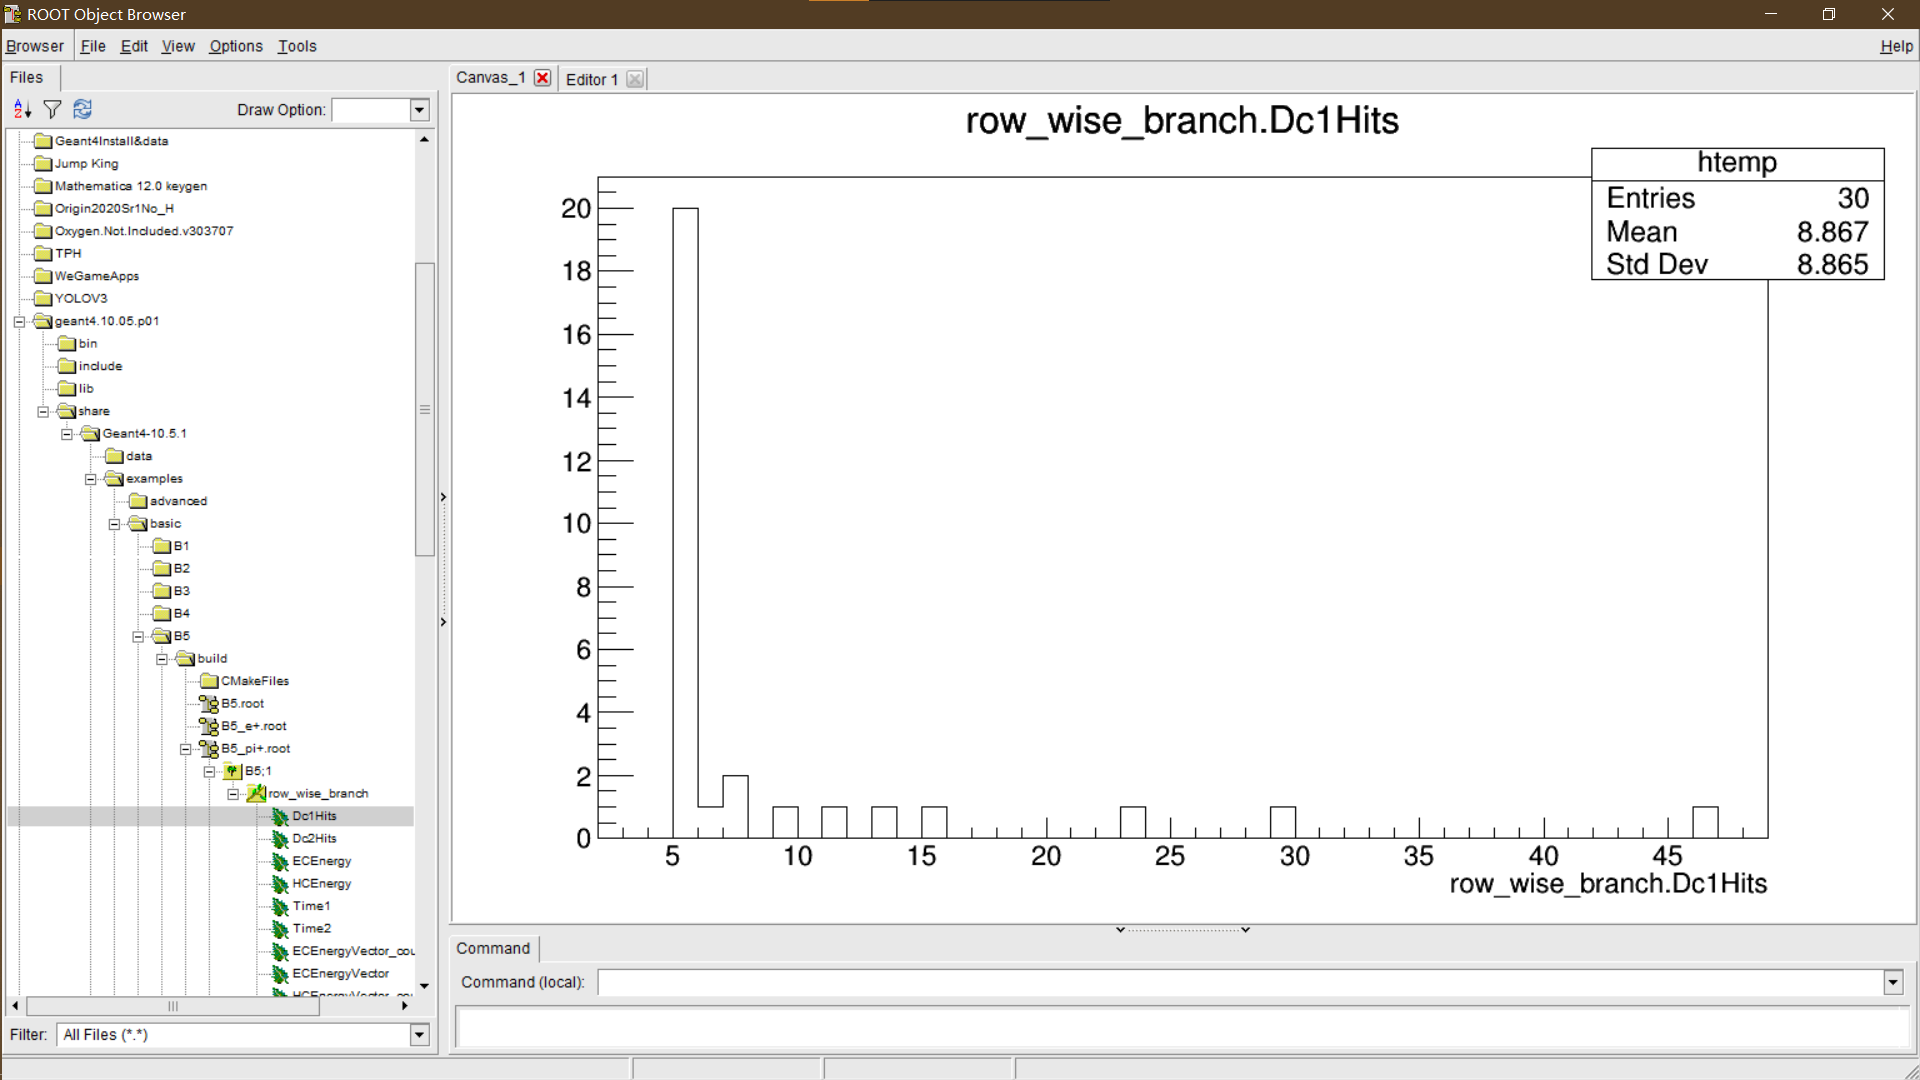 ROOT Object Browser
Browser File Edit View Options Tools Help
Files
Draw Option:
Geant4Install&data
Jump King
Mathematica 12.0 keygen
Origin2020Sr1No_H
Oxygen.Not.Included.v303707
TPH
WeGameApps
YOLOV3
geant4.10.05.p01
bin
include
lib
share
Geant4-10.5.1
data
examples
advanced
basic
B1
B2
B3
B4
B5
build
CMakeFiles
B5.root
B5_e+.root
B5_pi+.root
B5;1
row_wise_branch
Dc1Hits
Dc2Hits
ECEnergy
HCEnergy
Time1
Time2
ECEnergyVector_cou
ECEnergyVector
Filter: All Files (*.*)
Canvas_1 Editor 1
row_wise_branch.Dc1Hits
htemp
Entries 30
Mean 8.867
Std Dev 8.865
20
18
16
14
12
10
8
6
4
2
0
5 10 15 20 25 30 35 40 45
row_wise_branch.Dc1Hits
Command
Command (local):